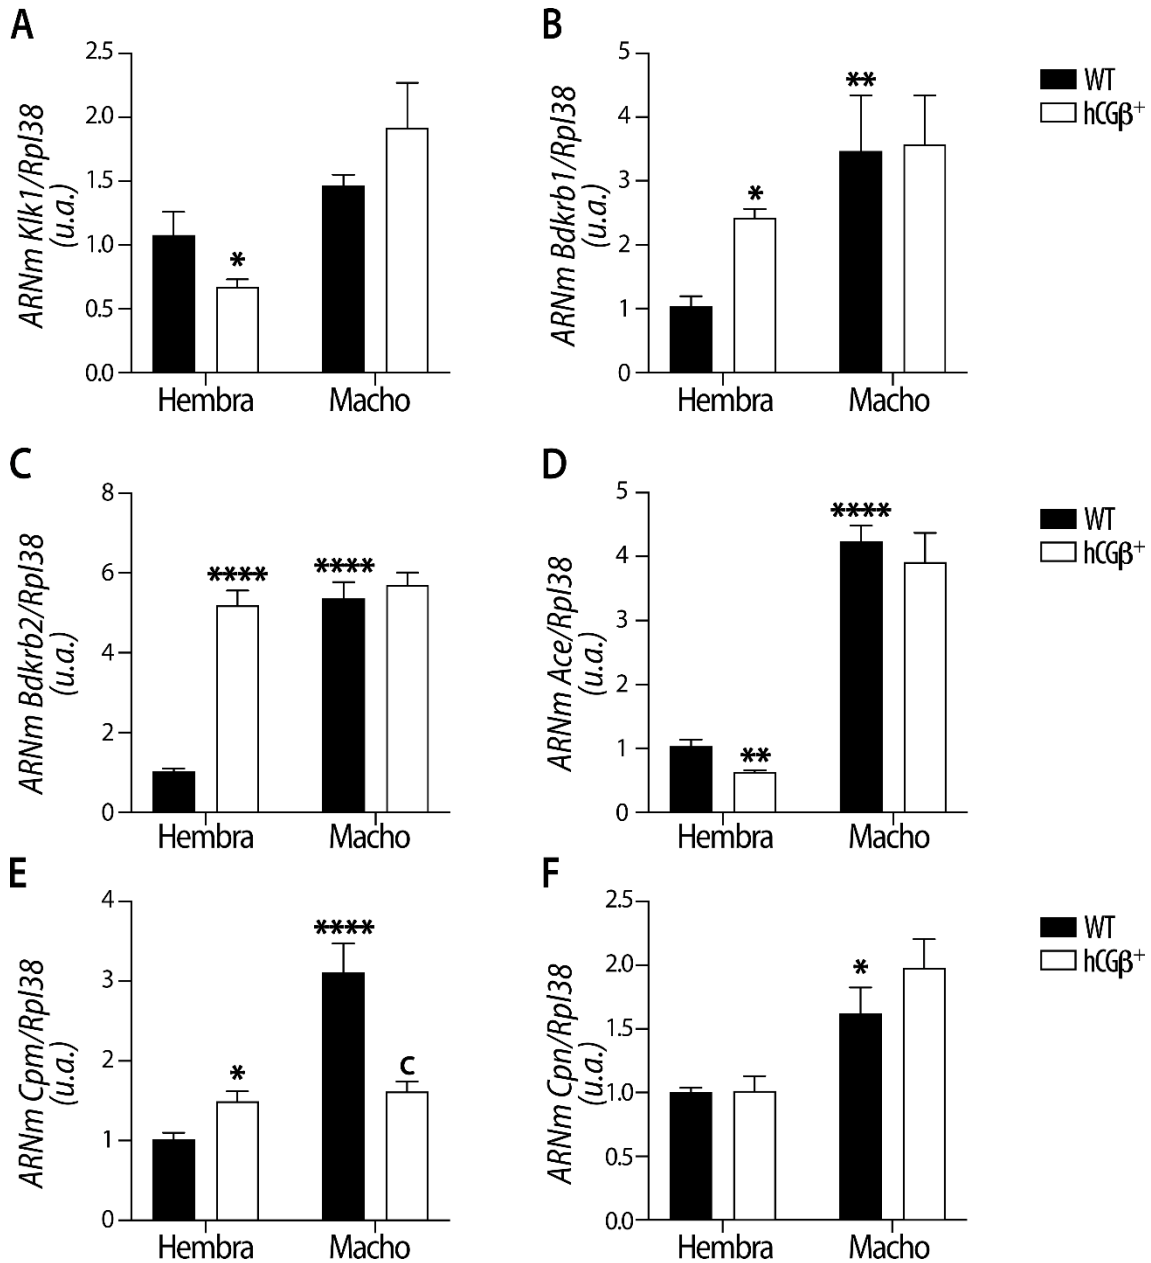 A
ARNm Klk1/Rpl38
(u.a.)
2.5
2.0
1.5
1.0
0.5
0.0
*
Hembra
Macho
B
ARNm Bdkrb1/Rpl38
(u.a.)
5
4
3
2
1
0
*
**
Hembra
Macho
WT
hCGβ+
C
ARNm Bdkrb2/Rpl38
(u.a.)
8
6
4
2
0
****
****
Hembra
Macho
D
ARNm Ace/Rpl38
(u.a.)
5
4
3
2
1
0
**
****
Hembra
Macho
WT
hCGβ+
E
ARNm Cpm/Rpl38
(u.a.)
4
3
2
1
0
*
****
c
Hembra
Macho
F
ARNm Cpn/Rpl38
(u.a.)
2.5
2.0
1.5
1.0
0.5
0.0
*
Hembra
Macho
WT
hCGβ+